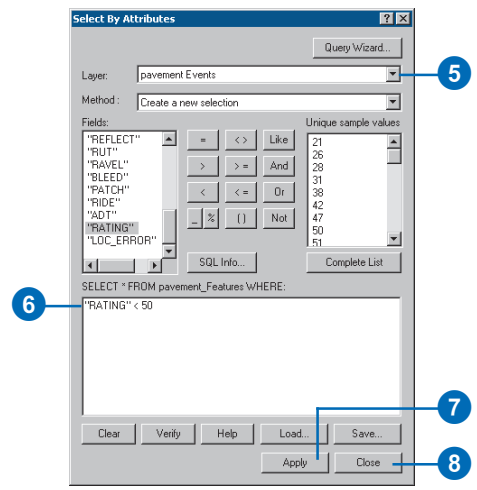 Select By Attributes
Query Wizard...
Layer: pavement Events
5
Method : Create a new selection
Fields:
Unique sample values
"REFLECT"
"RUT"
"RAVEL"
"BLEED"
"PATCH"
"RIDE"
"ADT"
"RATING"
"LOC_ERROR"
= <> Like
> >= And
< <= Or
_ % () Not
21
26
28
31
38
42
47
50
51
SQL Info...
Complete List
SELECT * FROM pavement_Features WHERE:
6
"RATING" < 50
7
Clear Verify Help Load... Save...
Apply Close
8